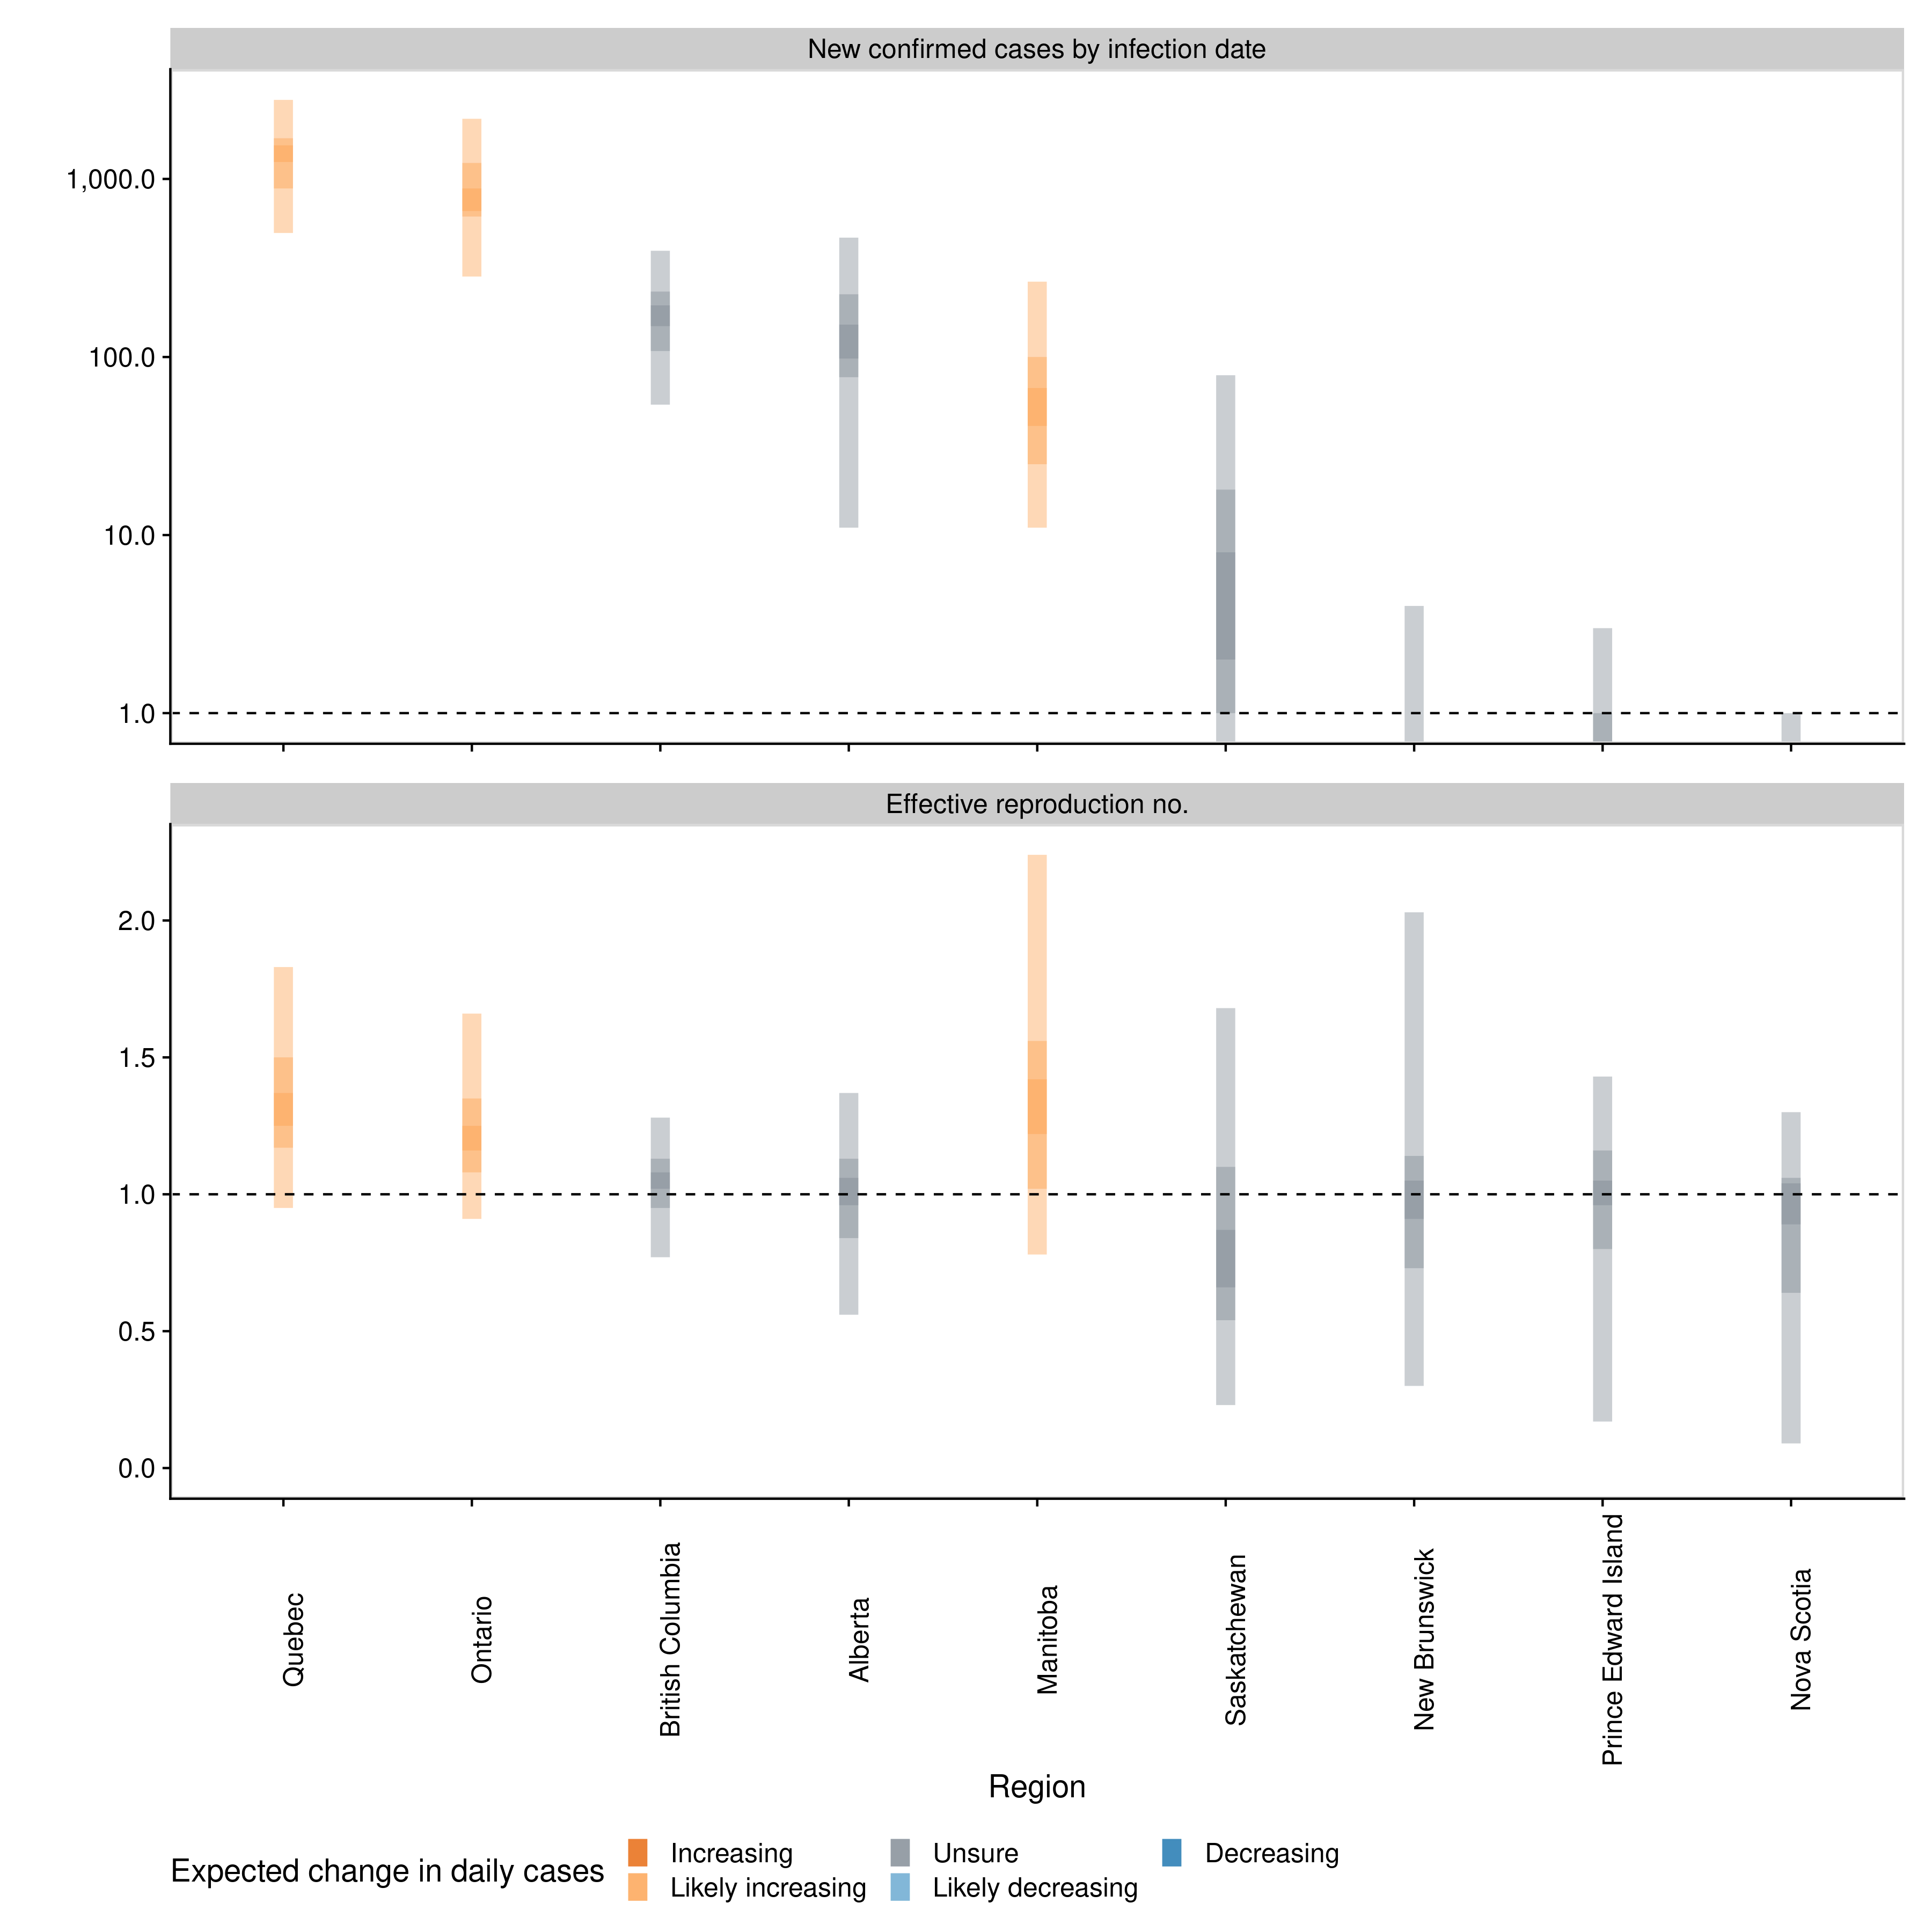 New confirmed cases by infection date
1,000.0
100.0
10.0
1.0
Effective reproduction no.
2.0
1.5
1.0
0.5
0.0
Quebec
Ontario
British Columbia
Alberta
Manitoba
Saskatchewan
New Brunswick
Prince Edward Island
Nova Scotia
Region
Expected change in daily cases
Increasing
Likely increasing
Unsure
Likely decreasing
Decreasing